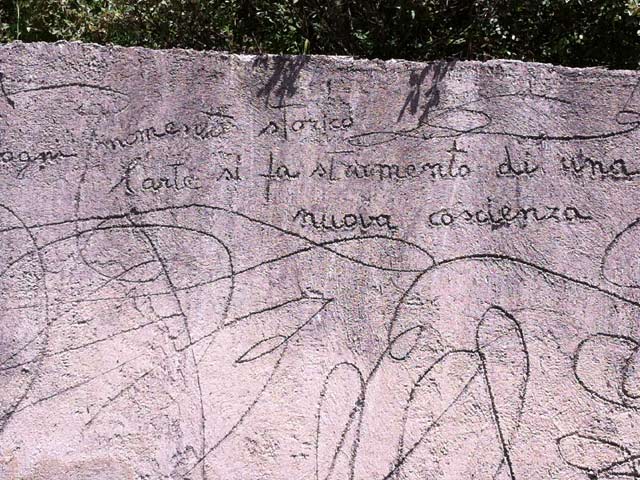 ogni momento storico
l'arte si fa strumento di una
nuova coscienza